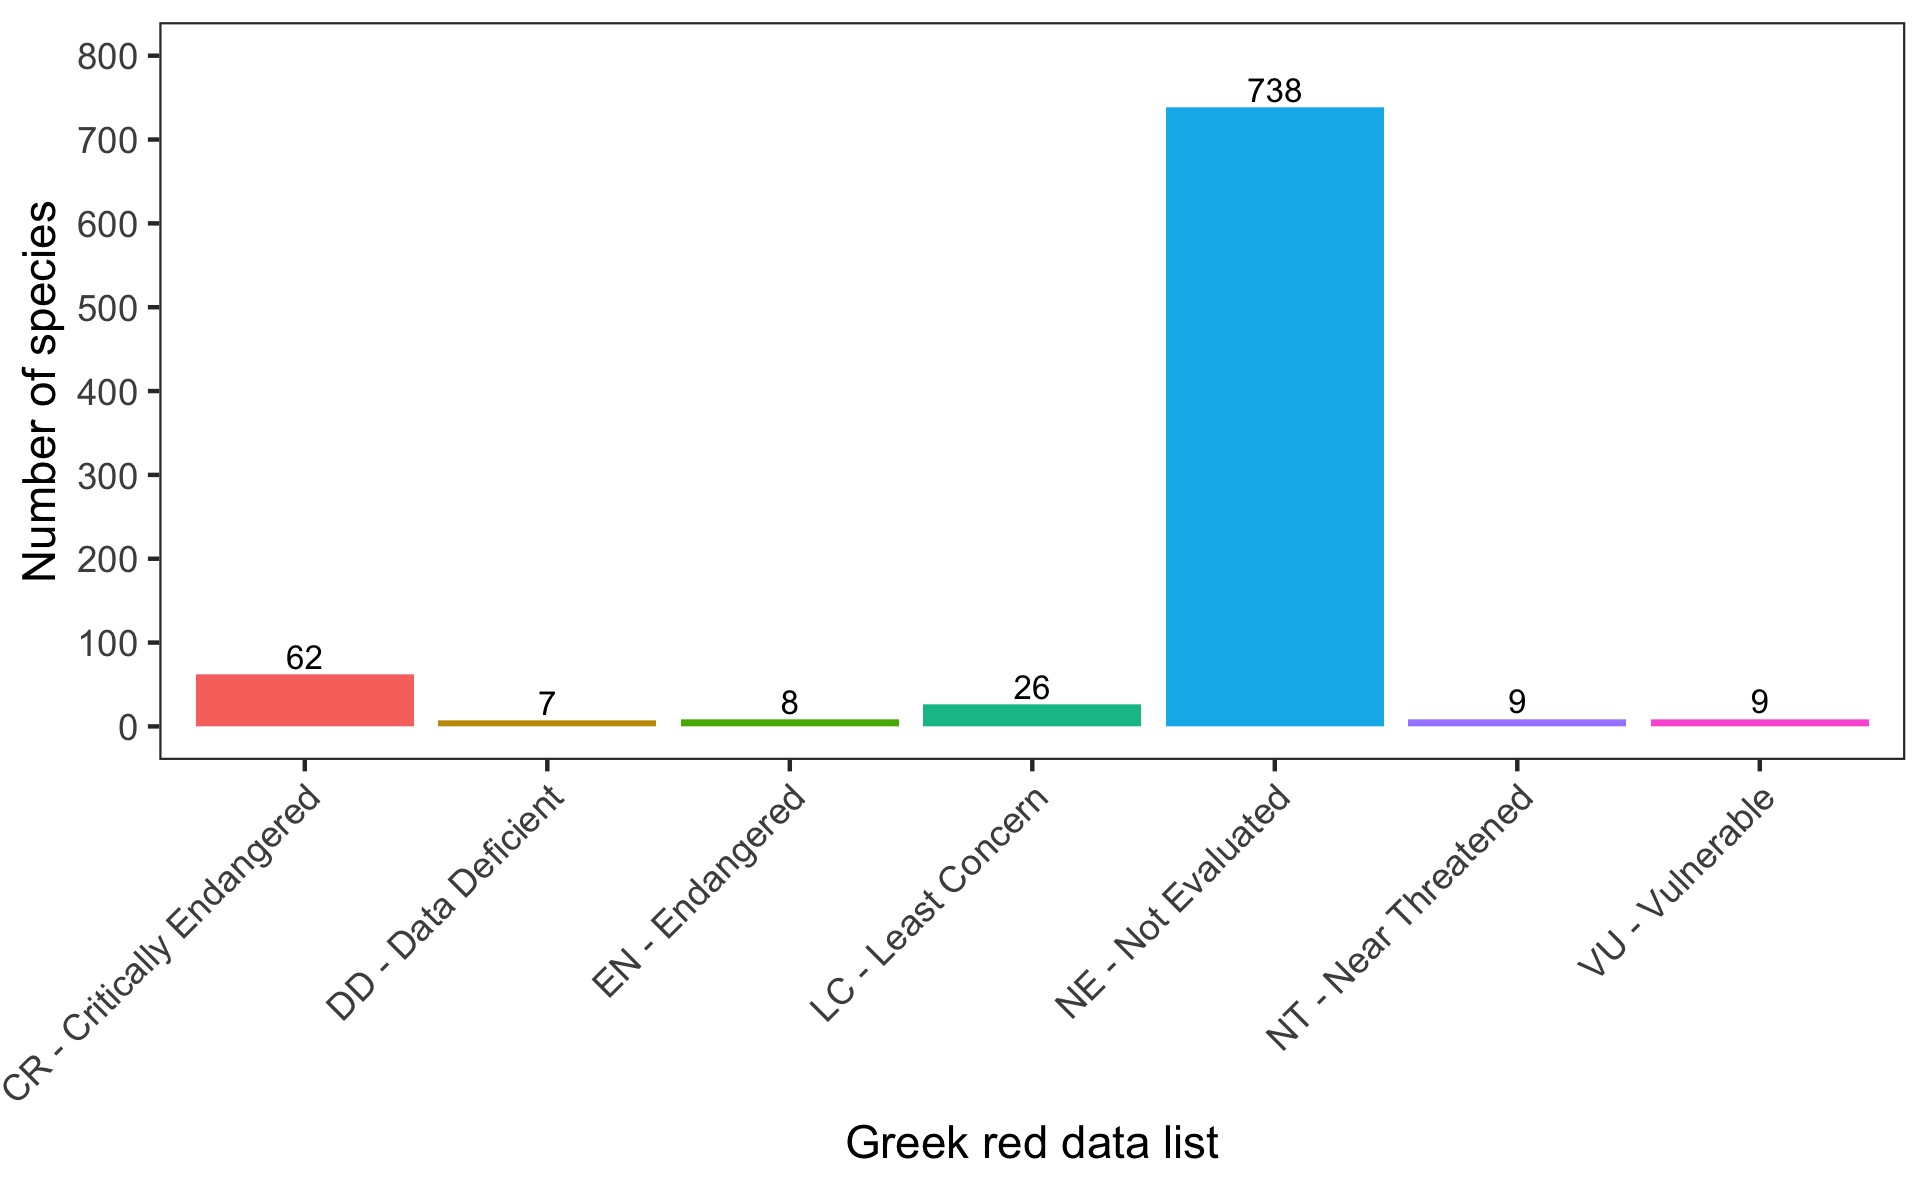 Number of species
800
700
600
500
400
300
200
100
0
62
7
8
26
738
9
9
CR - Critically Endangered
DD - Data Deficient
EN - Endangered
LC - Least Concern
NE - Not Evaluated
NT - Near Threatened
VU - Vulnerable
Greek red data list